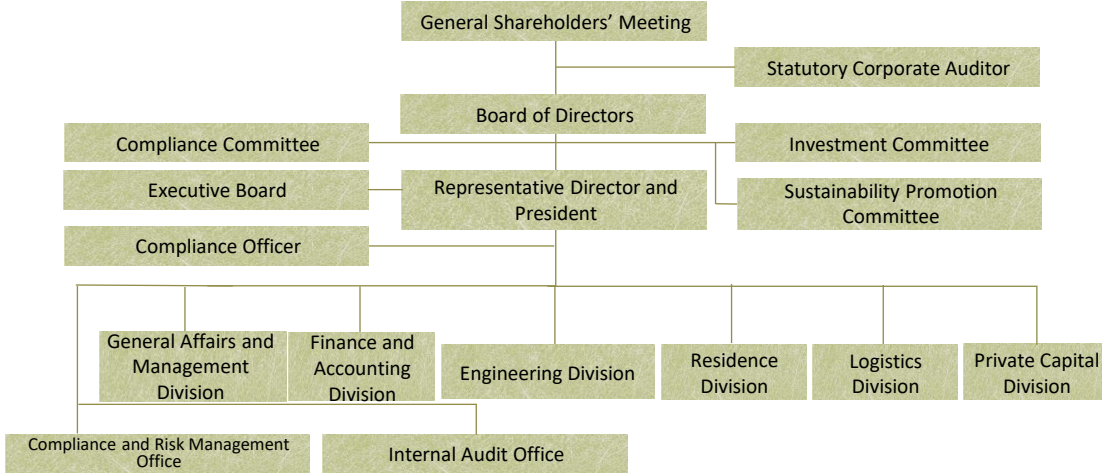 General Shareholders’ Meeting
Statutory Corporate Auditor
Board of Directors
Compliance Committee
Investment Committee
Executive Board
Representative Director and
President
Sustainability Promotion
Committee
Compliance Officer
General Affairs and
Management
Division
Finance and
Accounting
Division
Engineering Division
Residence
Division
Logistics
Division
Private Capital
Division
Compliance and Risk Management
Office
Internal Audit Office